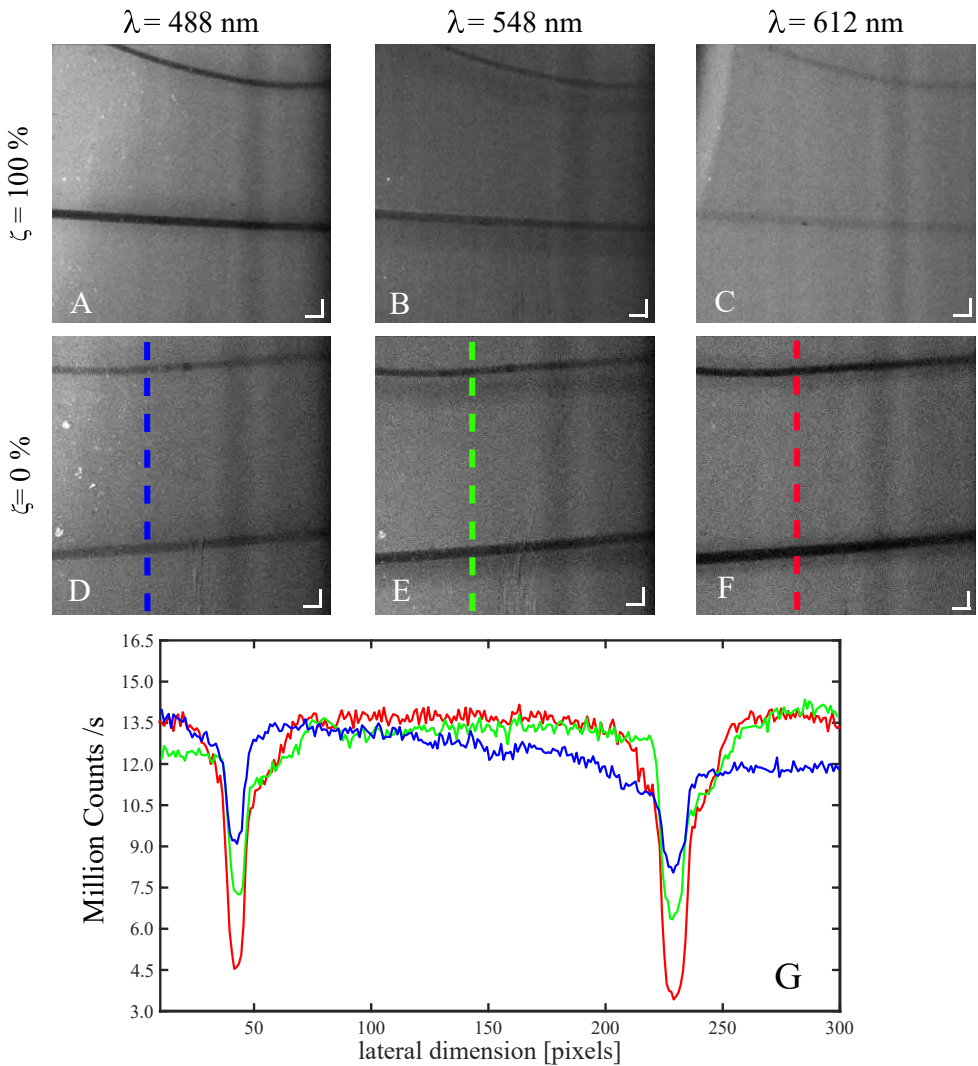 λ= 488 nm λ= 548 nm λ= 612 nm
ζ = 100 %
A B C
ζ= 0 %
D E F
Million Counts /s
16.5
15.0
13.5
12.0
10.5
9.0
7.5
6.0
4.5
3.0
G
50 100 150 200 250 300
lateral dimension [pixels]